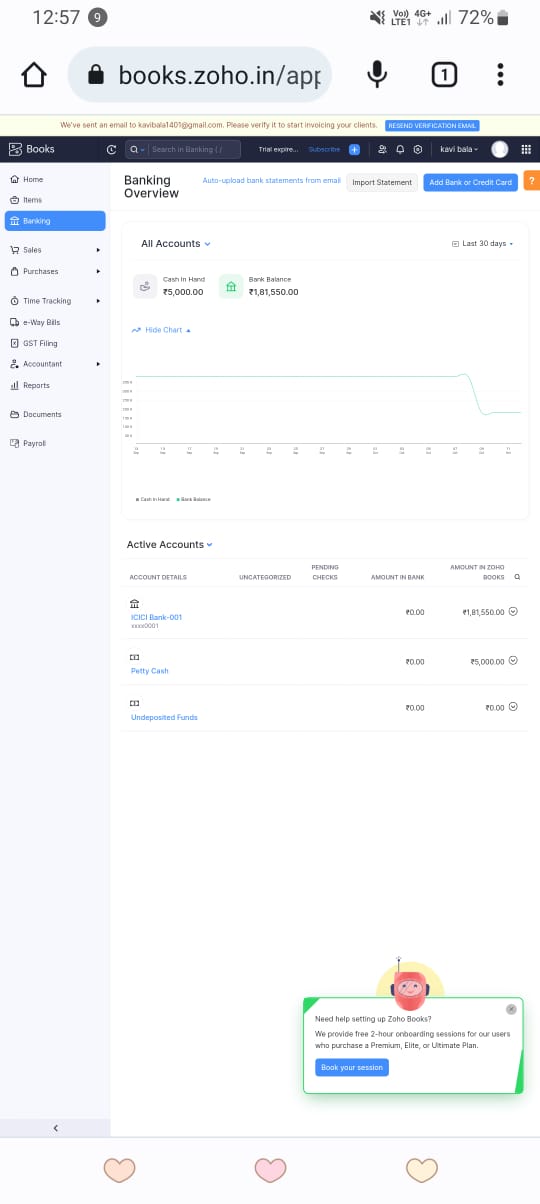 12:57 9 Vo)) LTE1 4G+ 72%
books.zoho.in/app 1
We've sent an email to kavibala1401@gmail.com. Please verify it to start invoicing your clients. RESEND VERIFICATION EMAIL
Books Search in Banking ( / Trial expire... Subscribe kavi bala
Home
Items
Banking
Sales
Purchases
Time Tracking
e-Way Bills
GST Filing
Accountant
Reports
Documents
Payroll
Banking Overview
Auto-upload bank statements from email Import Statement Add Bank or Credit Card ?
All Accounts Last 30 days
Cash In Hand
₹5,000.00
Bank Balance
₹1,81,550.00
Hide Chart
Cash In Hand Bank Balance
Active Accounts
ACCOUNT DETAILS UNCATEGORIZED PENDING CHECKS AMOUNT IN BANK AMOUNT IN ZOHO BOOKS
ICICI Bank-001 ₹0.00 ₹1,81,550.00
xxxx0001
Petty Cash ₹0.00 ₹5,000.00
Undeposited Funds ₹0.00 ₹0.00
Need help setting up Zoho Books?
We provide free 2-hour onboarding sessions for our users
who purchase a Premium, Elite, or Ultimate Plan.
Book your session